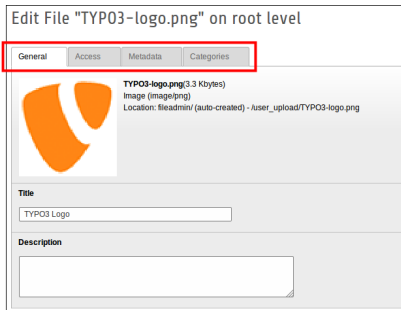 Edit File "TYPO3-logo.png" on root level
General Access Metadata Categories
TYPO3-logo.png(3.3 Kbytes)
Image (image/png)
Location: fileadmin/ (auto-created) - /user_upload/TYPO3-logo.png
Title
TYPO3 Logo
Description